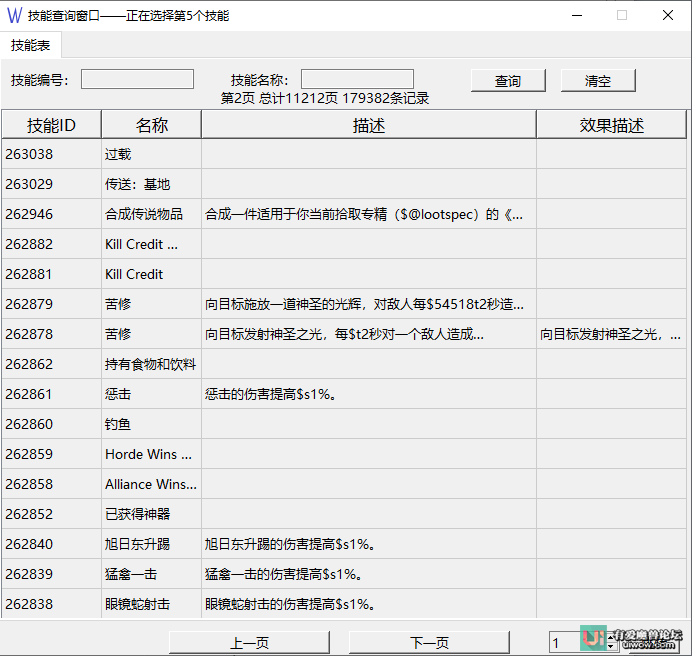 技能查询窗口——正在选择第5个技能
技能表
技能编号： 技能名称： 查询 清空
第2页 总计11212页 179382条记录
技能ID 名称 描述 效果描述
263038 过载
263029 传送：基地
262946 合成传说物品 合成一件适用于你当前拾取专精（$@lootspec）的《...
262882 Kill Credit ...
262881 Kill Credit
262879 苦修 向目标施放一道神圣的光辉，对敌人每$54518t2秒造...
262878 苦修 向目标发射神圣之光，每$t2秒对一个敌人造成... 向目标发射神圣之光，...
262862 持有食物和饮料
262861 惩击 惩击的伤害提高$s1%。
262860 钓鱼
262859 Horde Wins ...
262858 Alliance Wins...
262852 已获得神器
262840 旭日东升踢 旭日东升踢的伤害提高$s1%。
262839 猛禽一击 猛禽一击的伤害提高$s1%。
262838 眼镜蛇射击 眼镜蛇射击的伤害提高$s1%。
上一页 下一页 1
有爱魔兽论坛
uiwow.com